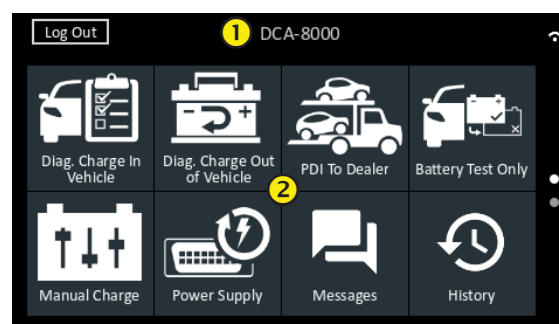 Log Out
1
DCA-8000
Diag. Charge In
Vehicle
Diag. Charge Out
of Vehicle
PDI To Dealer
Battery Test Only
2
Manual Charge
Power Supply
Messages
History